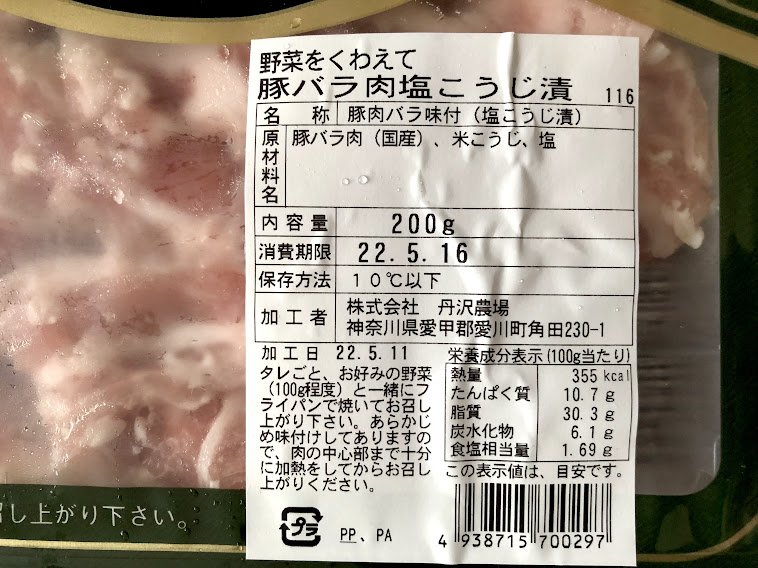 野菜をくわえて
豚バラ肉塩こうじ漬 116
名称 豚肉バラ味付（塩こうじ漬）
原材料名 豚バラ肉（国産）、米こうじ、塩
内容量 200g
消費期限 22.5.16
保存方法 10℃以下
加工者 株式会社 丹沢農場
神奈川県愛甲郡愛川町角田230-1
加工日 22.5.11
タレごと、お好みの野菜
（100g程度）と一緒にフ
ライパンで焼いてお召し
上がり下さい。あらかじ
め味付けしてありますの
で、肉の中心部まで十分
に加熱をしてからお召し
上がりください。
栄養成分表示(100g当たり)
熱量 355 kcal
たんぱく質 10.7 g
脂質 30.3 g
炭水化物 6.1 g
食塩相当量 1.69 g
この表示値は、目安です。
プラ
PP、PA
4 938715 700297
し上がり下さい。